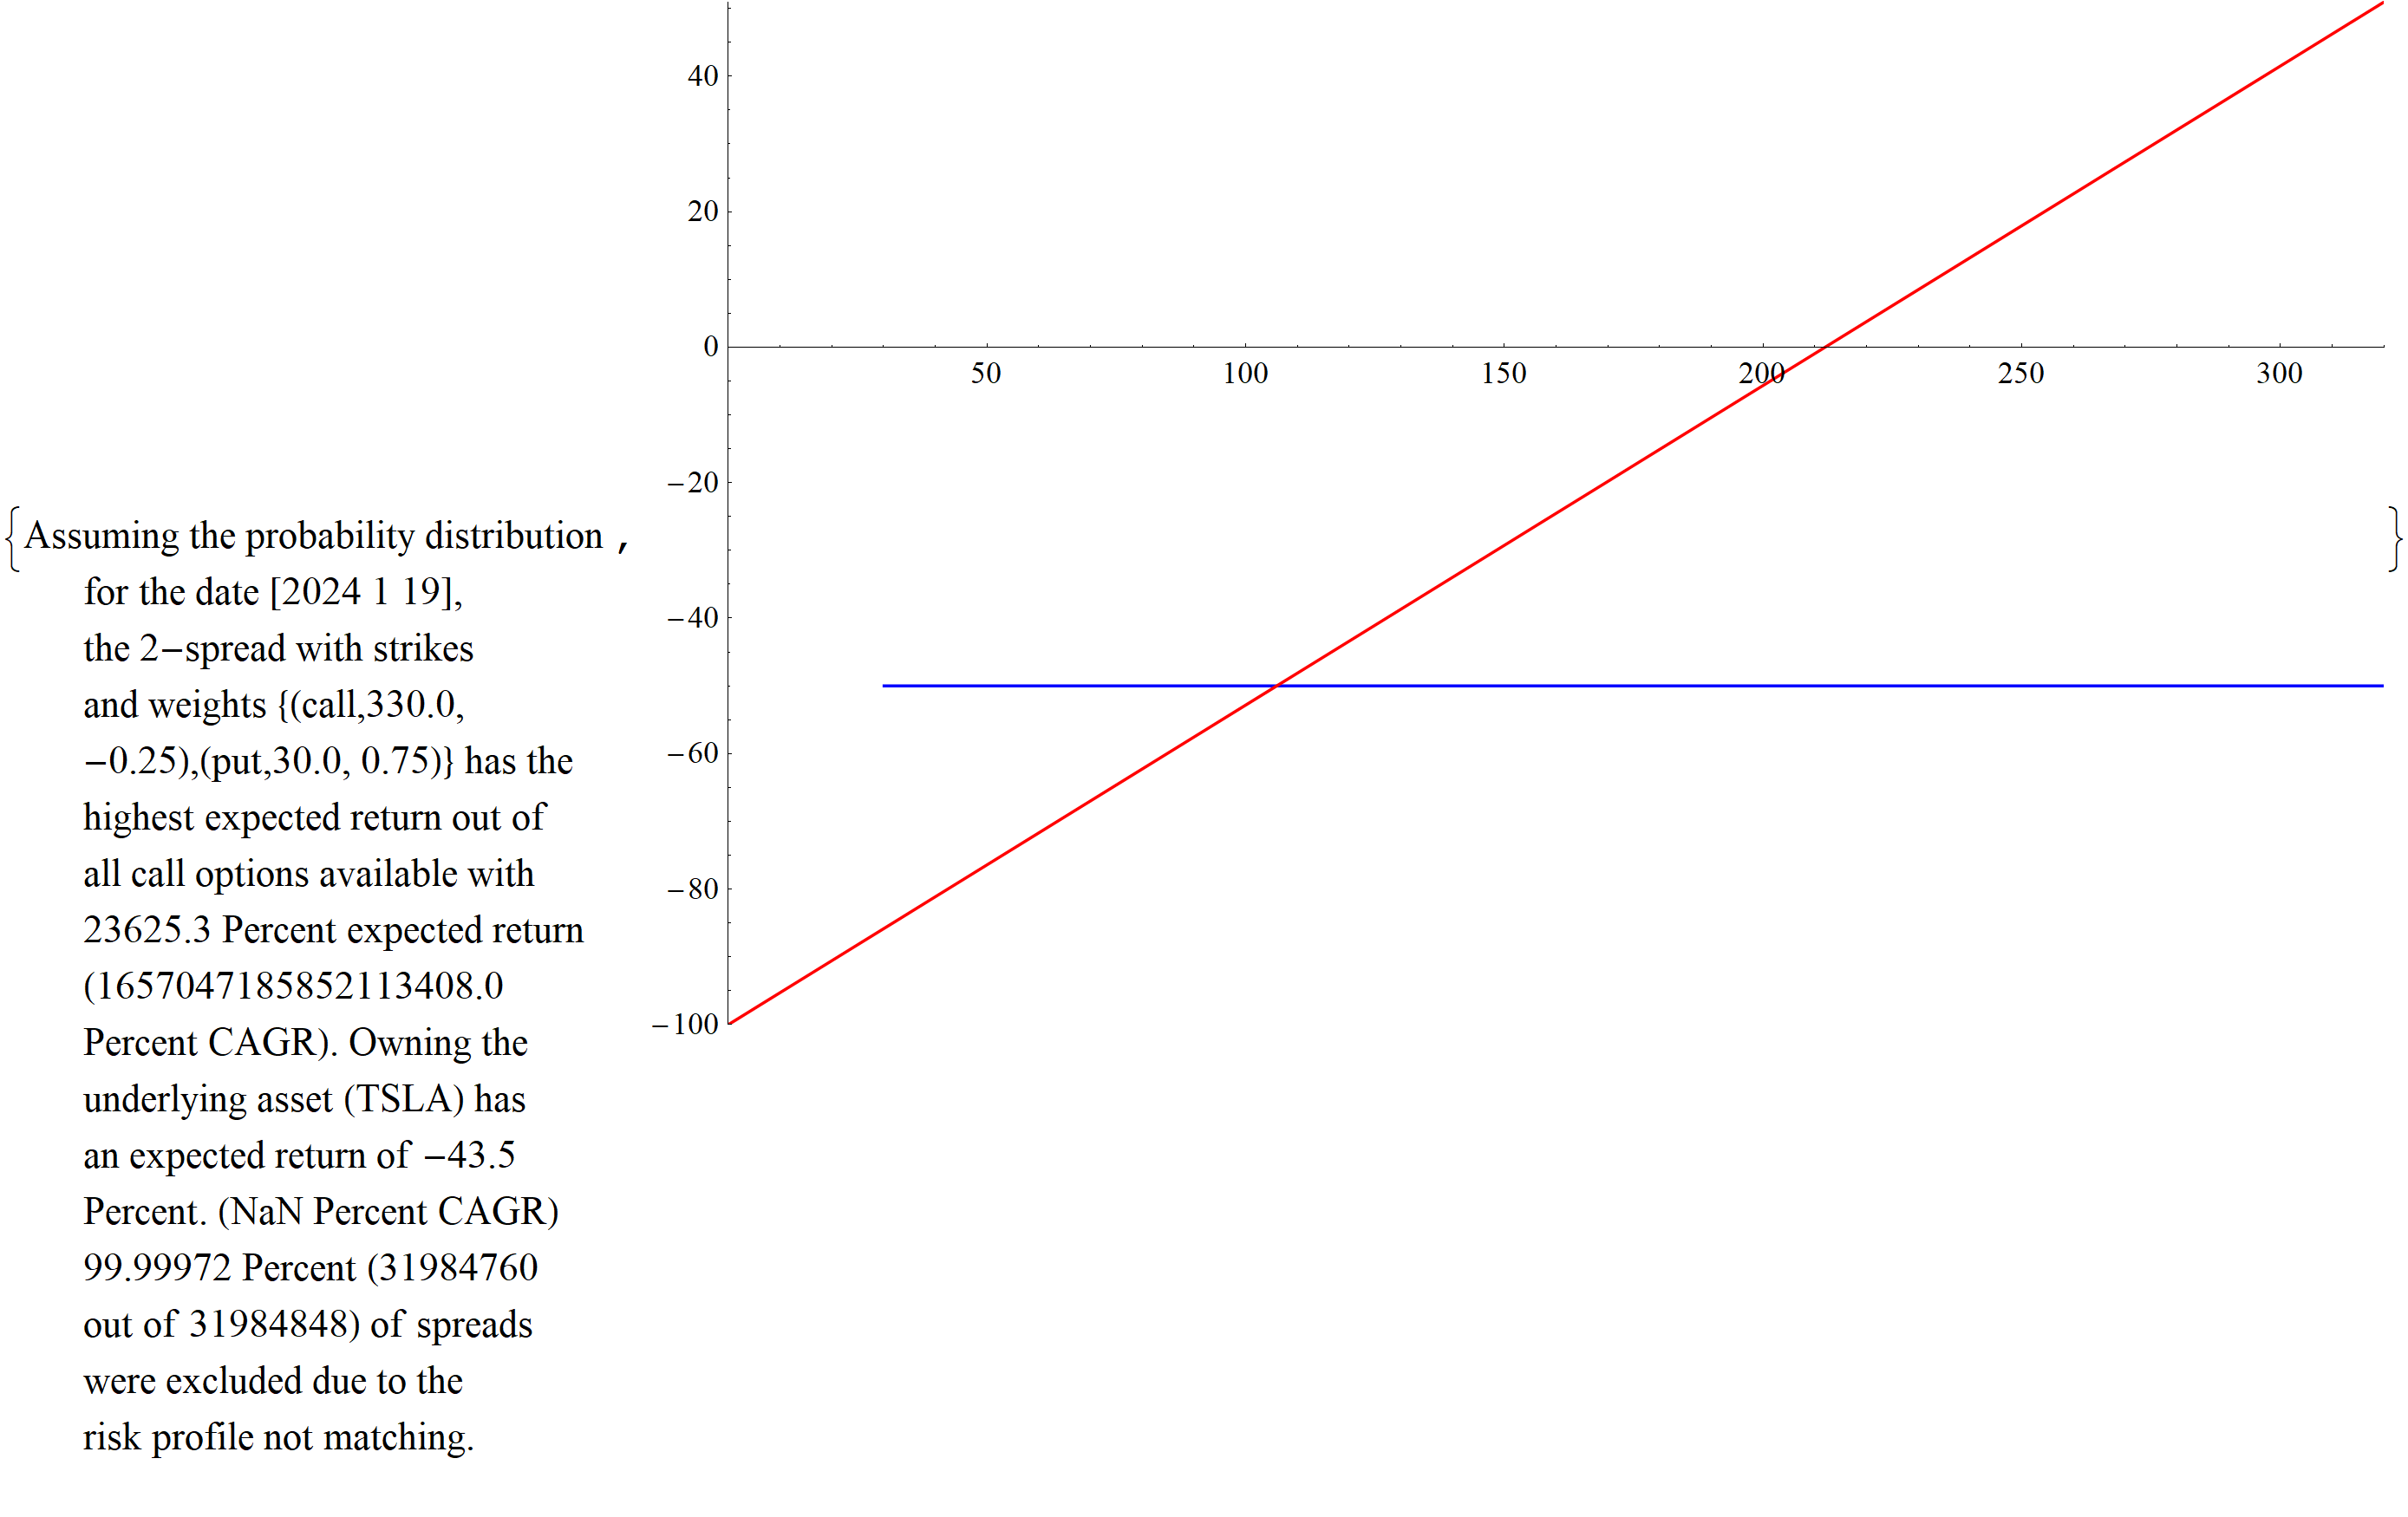 {Assuming the probability distribution ,
for the date [2024 1 19],
the 2−spread with strikes
and weights {(call,330.0,
−0.25),(put,30.0, 0.75)} has the
highest expected return out of
all call options available with
23625.3 Percent expected return
(1657047185852113408.0
Percent CAGR). Owning the
underlying asset (TSLA) has
an expected return of −43.5
Percent. (NaN Percent CAGR)
99.99972 Percent (31984760
out of 31984848) of spreads
were excluded due to the
risk profile not matching.
40
20
0
−20
−40
−60
−80
−100
50 100 150 200 250 300
}